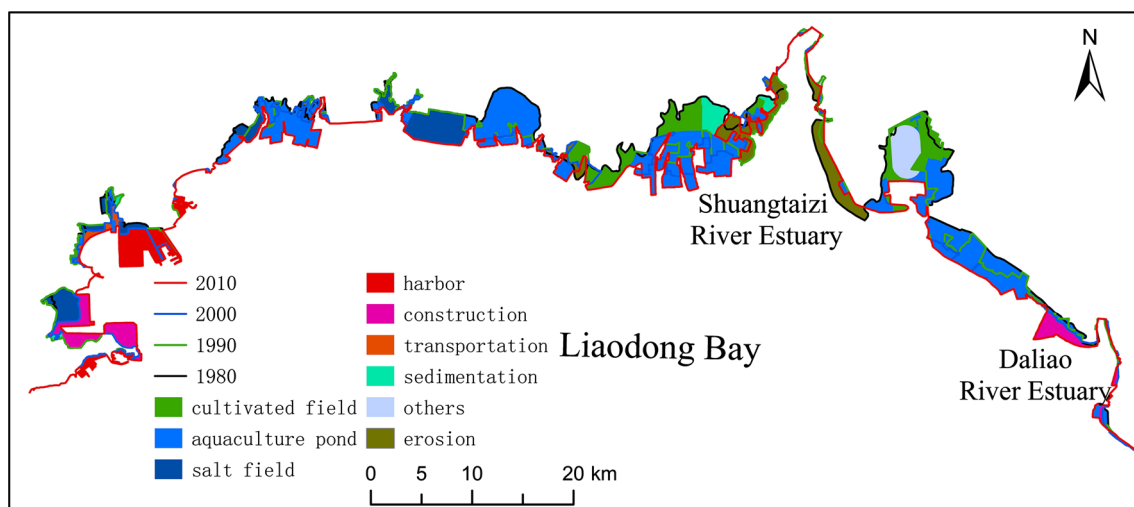 N
Shuangtaizi
River Estuary
2010
2000
1990
1980
cultivated field
aquaculture pond
salt field
harbor
construction
transportation
sedimentation
others
erosion
Liaodong Bay
Daliao
River Estuary
0 5 10 20 km